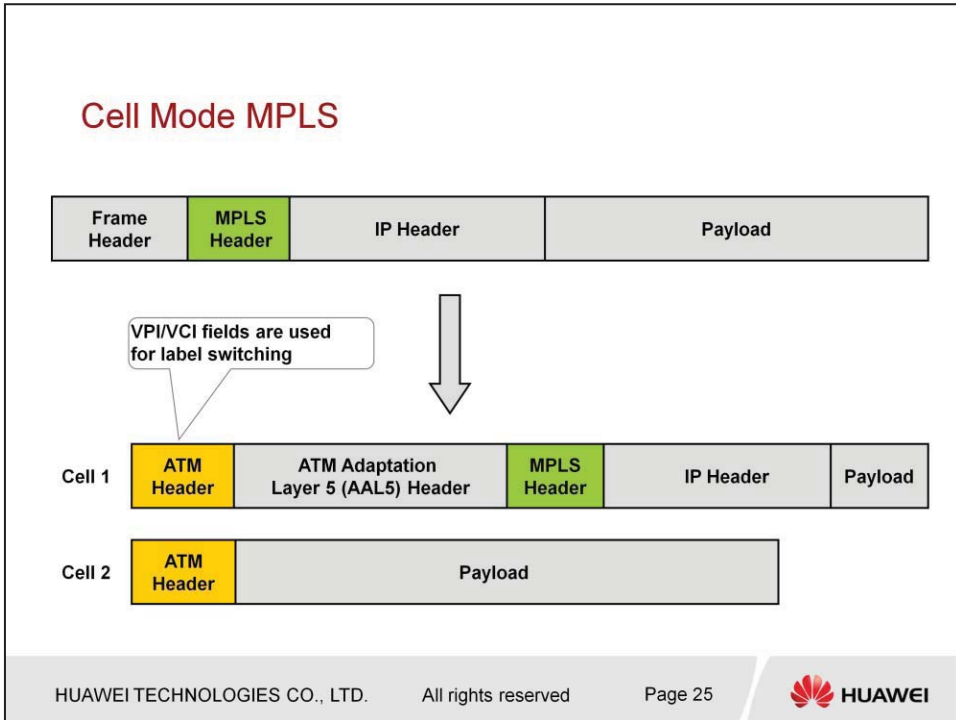 Cell Mode MPLS
Frame
Header
MPLS
Header
IP Header
Payload
VPI/VCI fields are used
for label switching
Cell 1
ATM
Header
ATM Adaptation
Layer 5 (AAL5) Header
MPLS
Header
IP Header
Payload
Cell 2
ATM
Header
Payload
HUAWEI TECHNOLOGIES CO., LTD.
All rights reserved
Page 25
HUAWEI